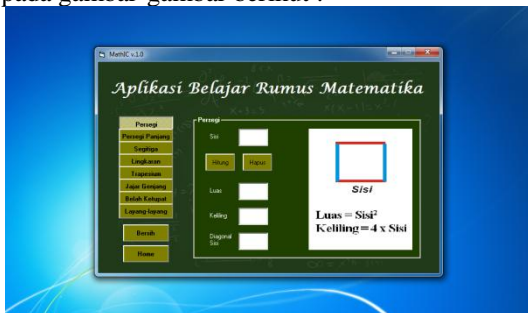 pada gambar-gambar berikut :
MathIC v.1.0
Aplikasi Belajar Rumus Matematika
Persegi
Persegi Panjang
Segitiga
Lingkaran
Trapesium
Jajar Genjang
Belah Ketupat
Layang-layang
Bersih
Home
Persegi
Sisi
Hitung
Hapus
Luas
Keliling
Diagonal
Sisi
Sisi
Luas = Sisi²
Keliling = 4 x Sisi